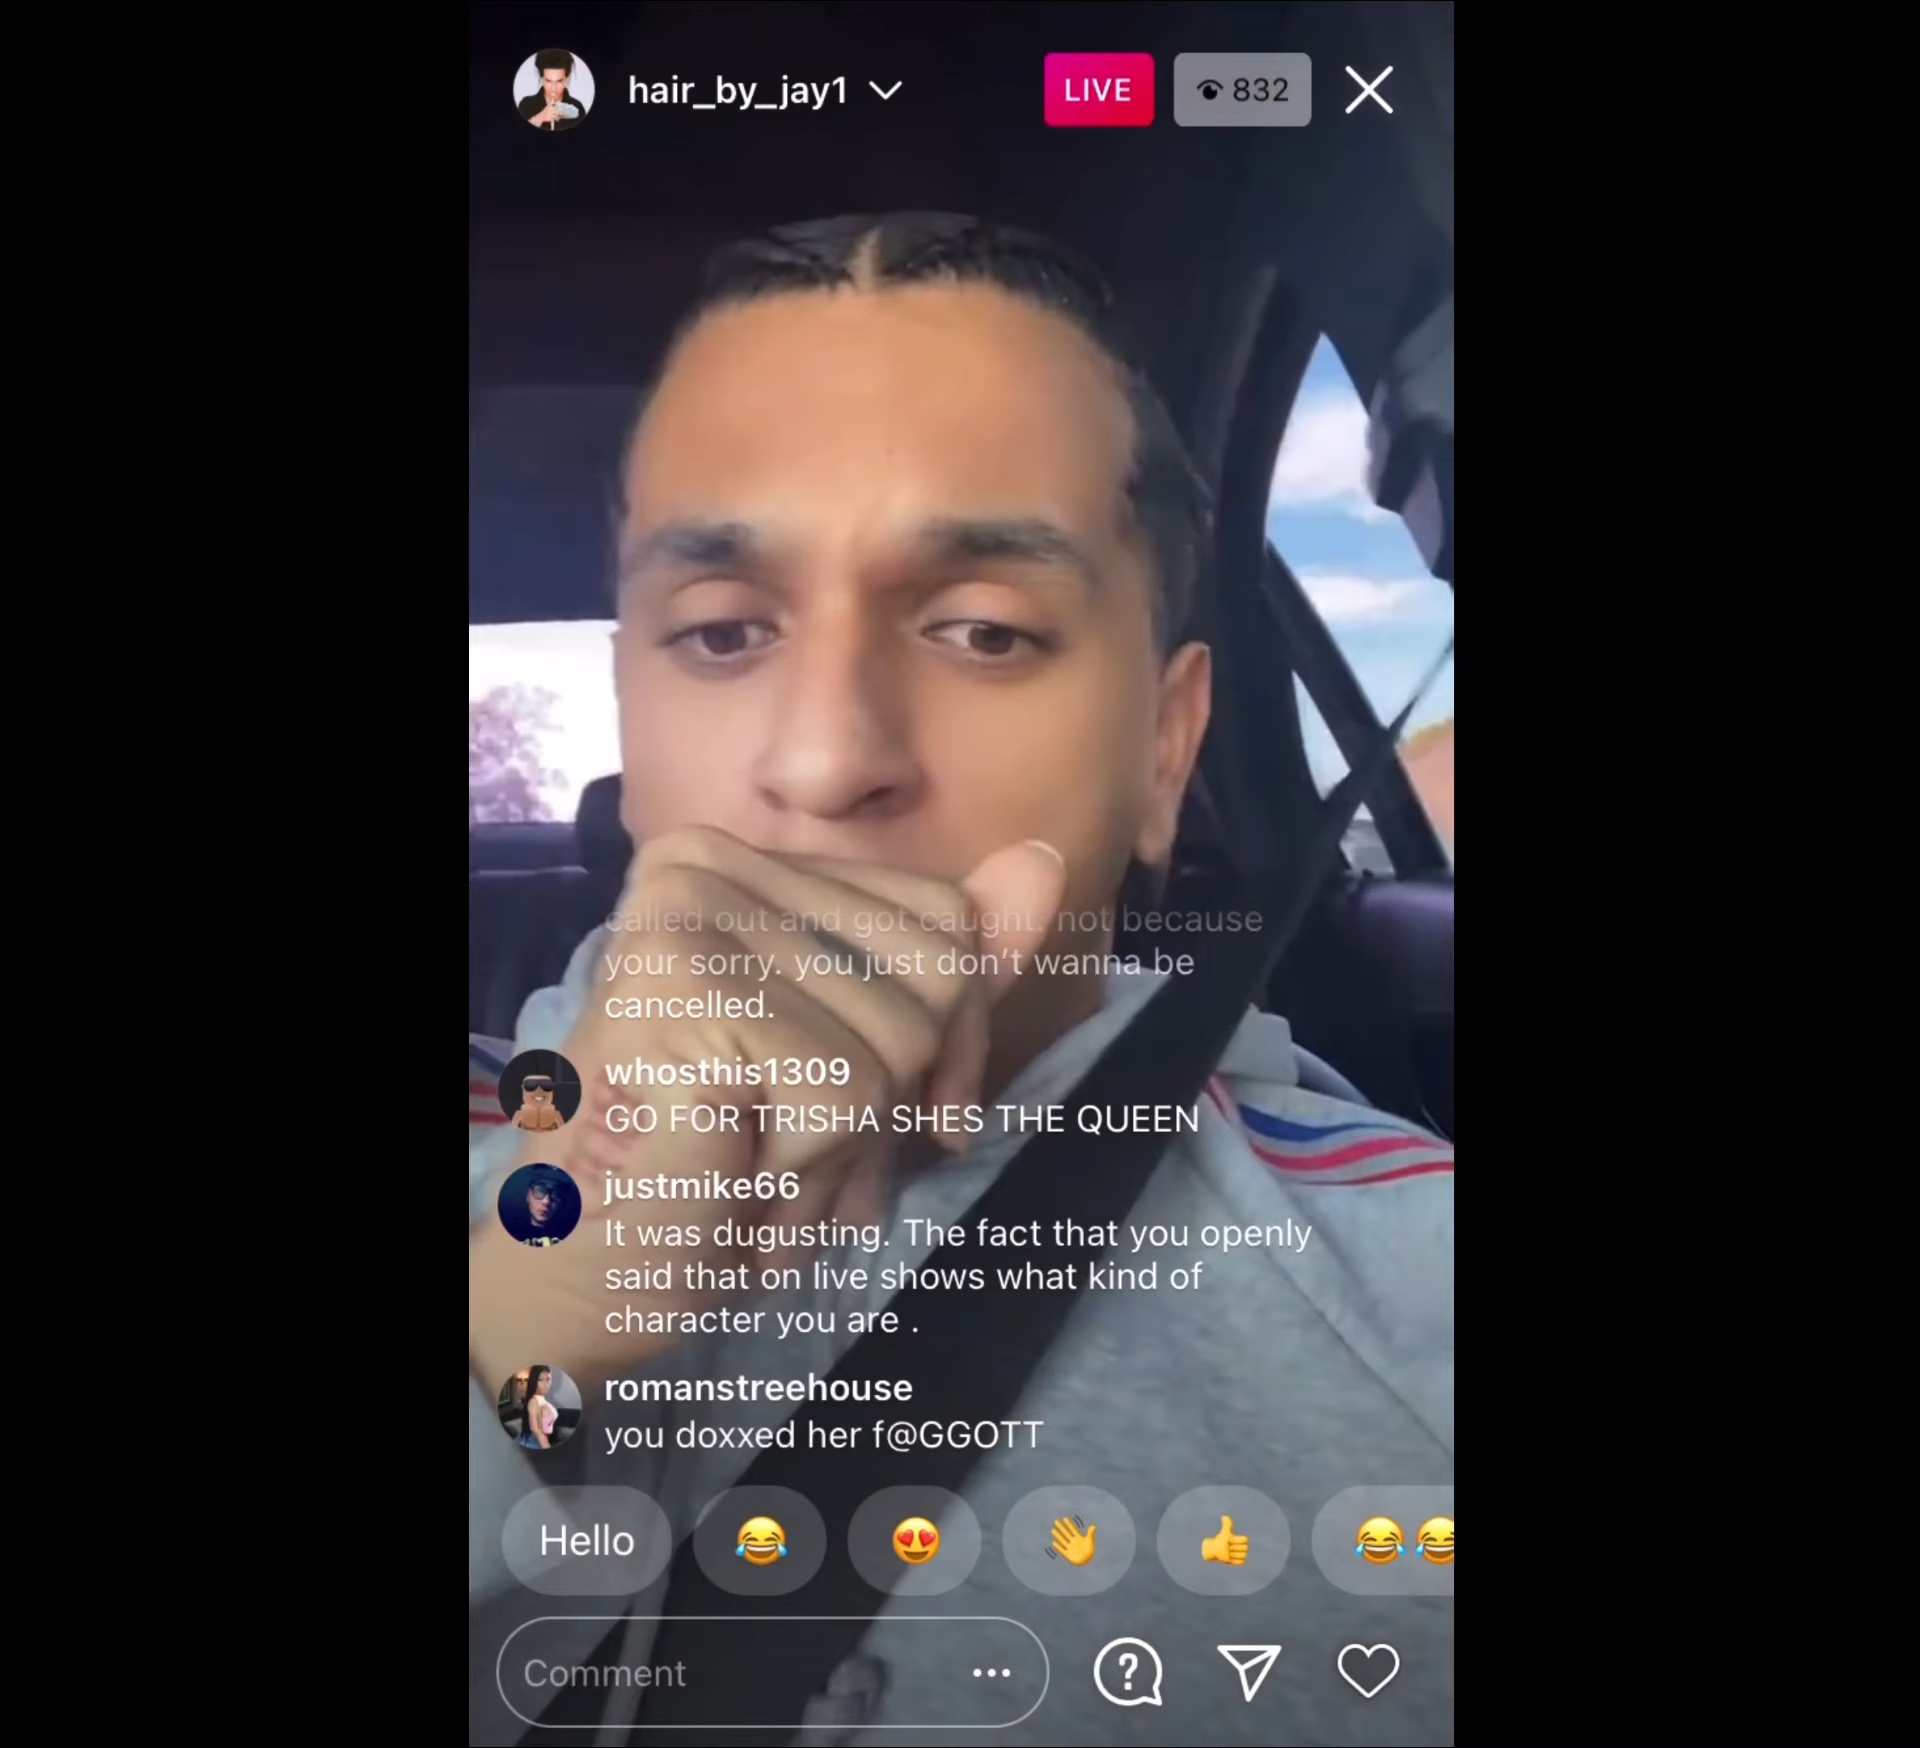 hair_by_jay1
LIVE
832
called out and got caught. not because
your sorry. you just don’t wanna be
cancelled.
whosthis1309
GO FOR TRISHA SHES THE QUEEN
justmike66
It was dugusting. The fact that you openly
said that on live shows what kind of
character you are .
romanstreehouse
you doxxed her f@GGOTT
Hello
Comment